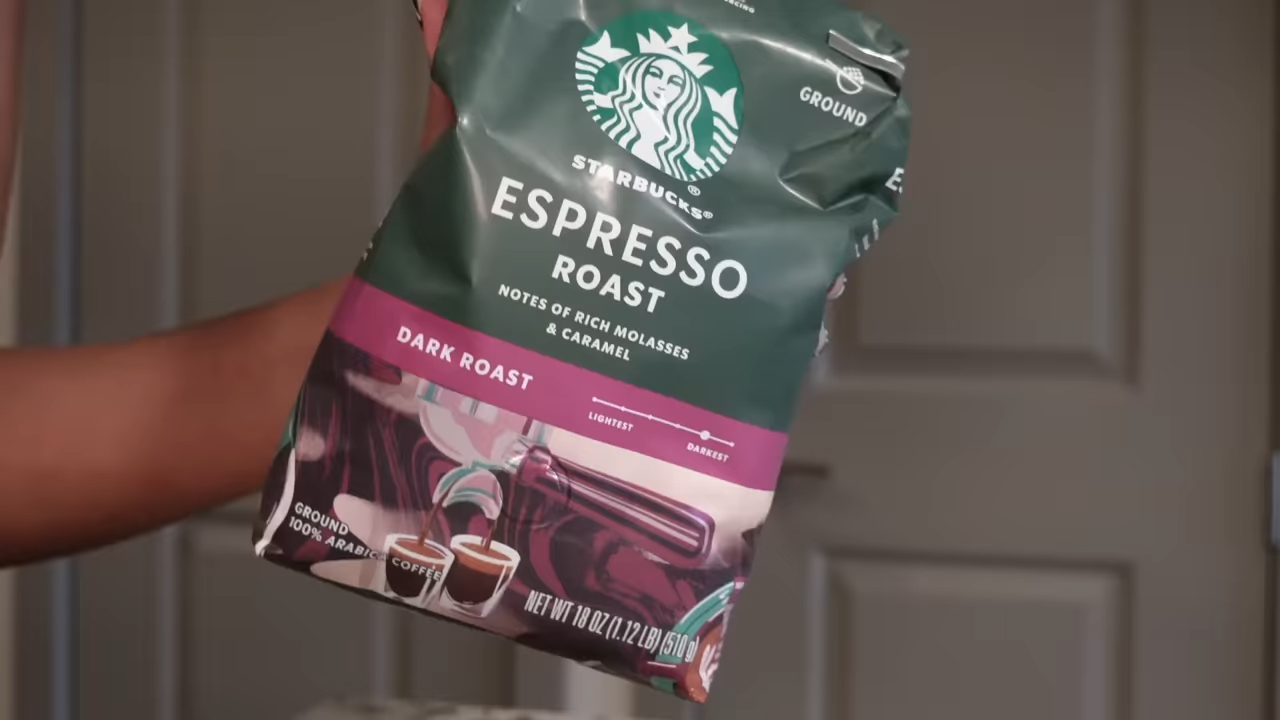 GROUND
STARBUCKS®
ESPRESSO
ROAST
NOTES OF RICH MOLASSES
& CARAMEL
DARK ROAST
LIGHTEST
DARKEST
GROUND
100% ARABICA COFFEE
NET WT 18 OZ (1.12 LB) (510 g)